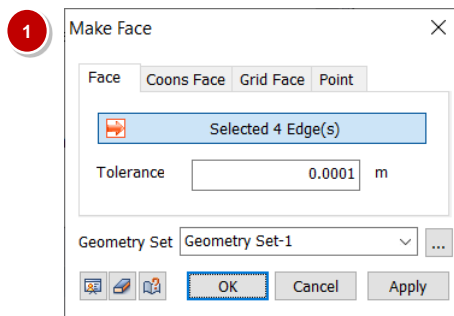 1
Make Face
Face Coons Face Grid Face Point
Selected 4 Edge(s)
Tolerance 0.0001 m
Geometry Set Geometry Set-1 ...
OK Cancel Apply